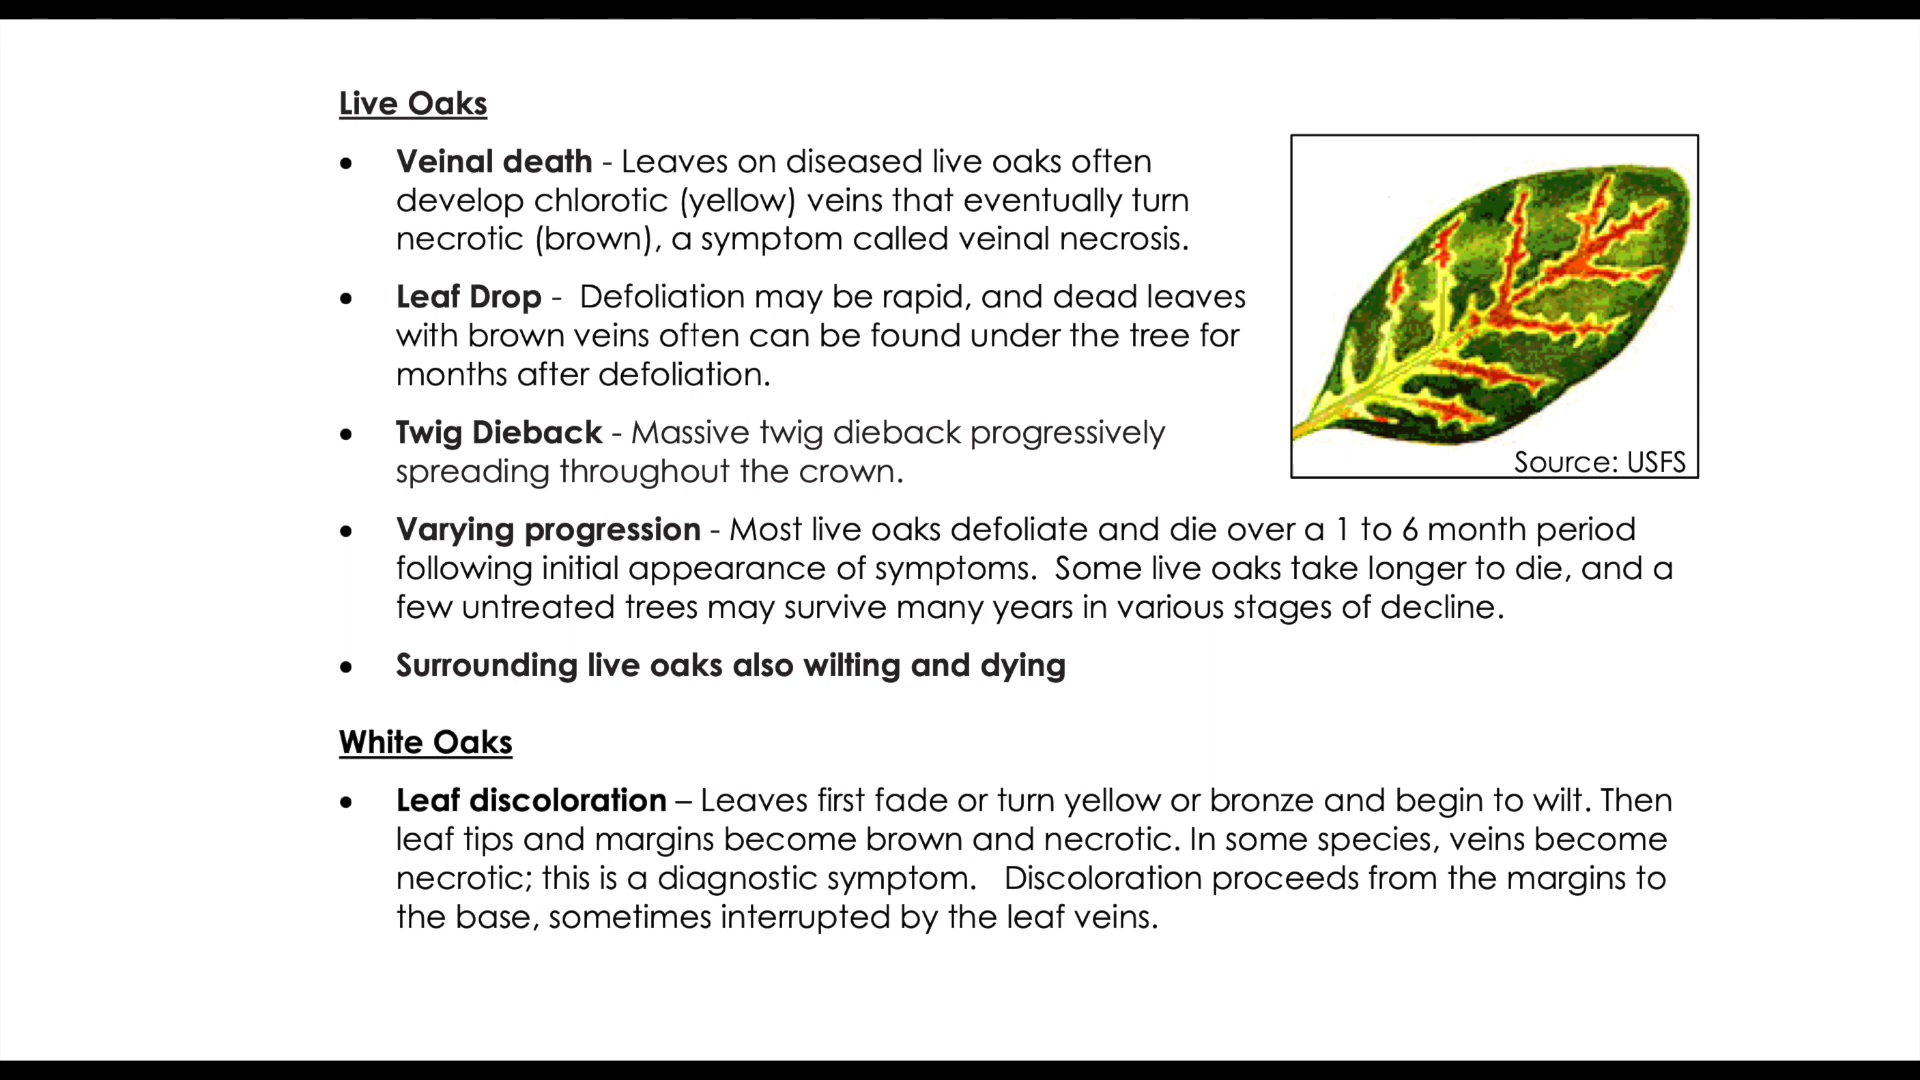 Live Oaks
• Veinal death - Leaves on diseased live oaks often
develop chlorotic (yellow) veins that eventually turn
necrotic (brown), a symptom called veinal necrosis.
• Leaf Drop - Defoliation may be rapid, and dead leaves
with brown veins often can be found under the tree for
months after defoliation.
• Twig Dieback - Massive twig dieback progressively
spreading throughout the crown.
Source: USFS
• Varying progression - Most live oaks defoliate and die over a 1 to 6 month period
following initial appearance of symptoms. Some live oaks take longer to die, and a
few untreated trees may survive many years in various stages of decline.
• Surrounding live oaks also wilting and dying
White Oaks
• Leaf discoloration – Leaves first fade or turn yellow or bronze and begin to wilt. Then
leaf tips and margins become brown and necrotic. In some species, veins become
necrotic; this is a diagnostic symptom. Discoloration proceeds from the margins to
the base, sometimes interrupted by the leaf veins.